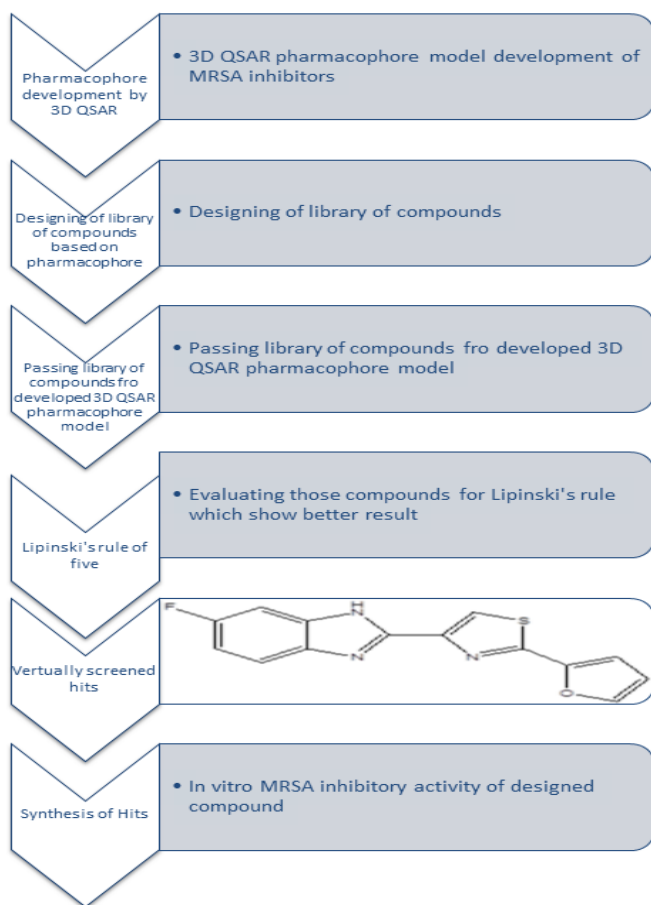 Pharmacophore
development by
3D QSAR
• 3D QSAR pharmacophore model development of
MRSA inhibitors
Designing of library
of compounds
based on
pharmacophore
• Designing of library of compounds
Passing library of
compounds fro
developed 3D QSAR
pharmacophore
model
• Passing library of compounds fro developed 3D
QSAR pharmacophore model
Lipinski's rule of
five
• Evaluating those compounds for Lipinski's rule
which show better result
Vertually screened
hits
F
H
N
N
S
N
O
Synthesis of Hits
• In vitro MRSA inhibitory activity of designed
compound